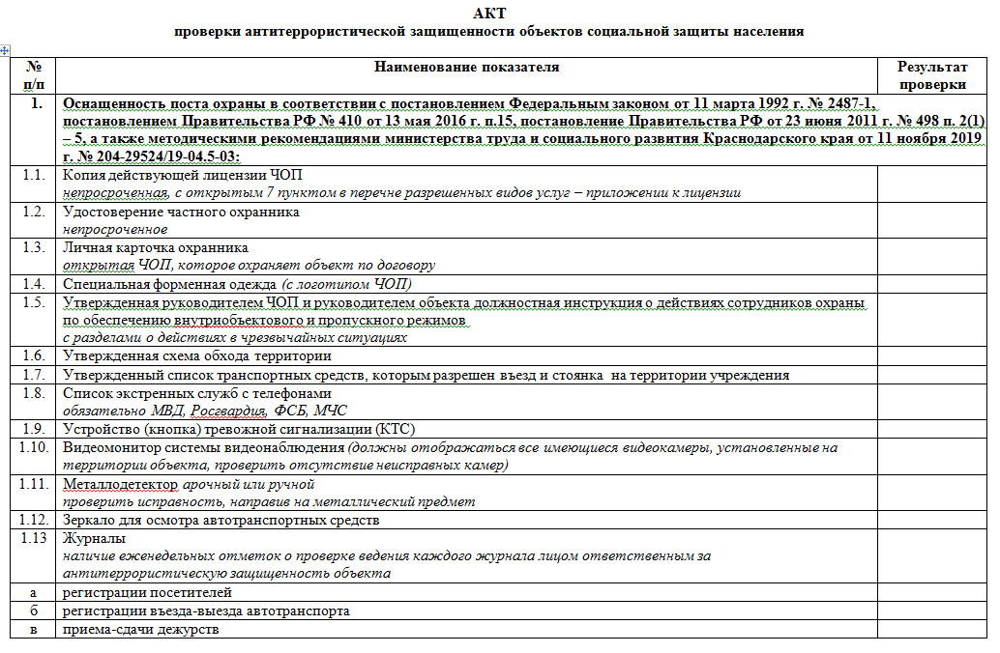 АКТ
проверки антитеррористической защищенности объектов социальной защиты населения
№ п/п Наименование показателя Результат проверки
1. Оснащенность поста охраны в соответствии с постановлением Федеральным законом от 11 марта 1992 г. № 2487-1,
постановлением Правительства РФ № 410 от 13 мая 2016 г. п.15, постановление Правительства РФ от 23 июня 2011 г. № 498 п. 2(1)
– 5, а также методическими рекомендациями министерства труда и социального развития Краснодарского края от 11 ноября 2019
г. № 204-29524/19-04.5-03:
1.1. Копия действующей лицензии ЧОП
непросроченная, с открытым 7 пунктом в перечне разрешенных видов услуг – приложении к лицензии
1.2. Удостоверение частного охранника
непросроченное
1.3. Личная карточка охранника
открытая ЧОП, которое охраняет объект по договору
1.4. Специальная форменная одежда (с логотипом ЧОП)
1.5. Утвержденная руководителем ЧОП и руководителем объекта должностная инструкция о действиях сотрудников охраны
по обеспечению внутриобъектового и пропускного режимов
с разделами о действиях в чрезвычайных ситуациях
1.6. Утвержденная схема обхода территории
1.7. Утвержденный список транспортных средств, которым разрешен въезд и стоянка на территории учреждения
1.8. Список экстренных служб с телефонами
обязательно МВД, Росгвардия, ФСБ, МЧС
1.9. Устройство (кнопка) тревожной сигнализации (КТС)
1.10. Видеомонитор системы видеонаблюдения (должны отображаться все имеющиеся видеокамеры, установленные на
территории объекта, проверить отсутствие неисправных камер)
1.11. Металлодетектор арочный или ручной
проверить исправность, направив на металлический предмет
1.12. Зеркало для осмотра автотранспортных средств
1.13 Журналы
наличие еженедельных отметок о проверке ведения каждого журнала лицом ответственным за
антитеррористическую защищенность объекта
а регистрации посетителей
б регистрации въезда-выезда автотранспорта
в приема-сдачи дежурств